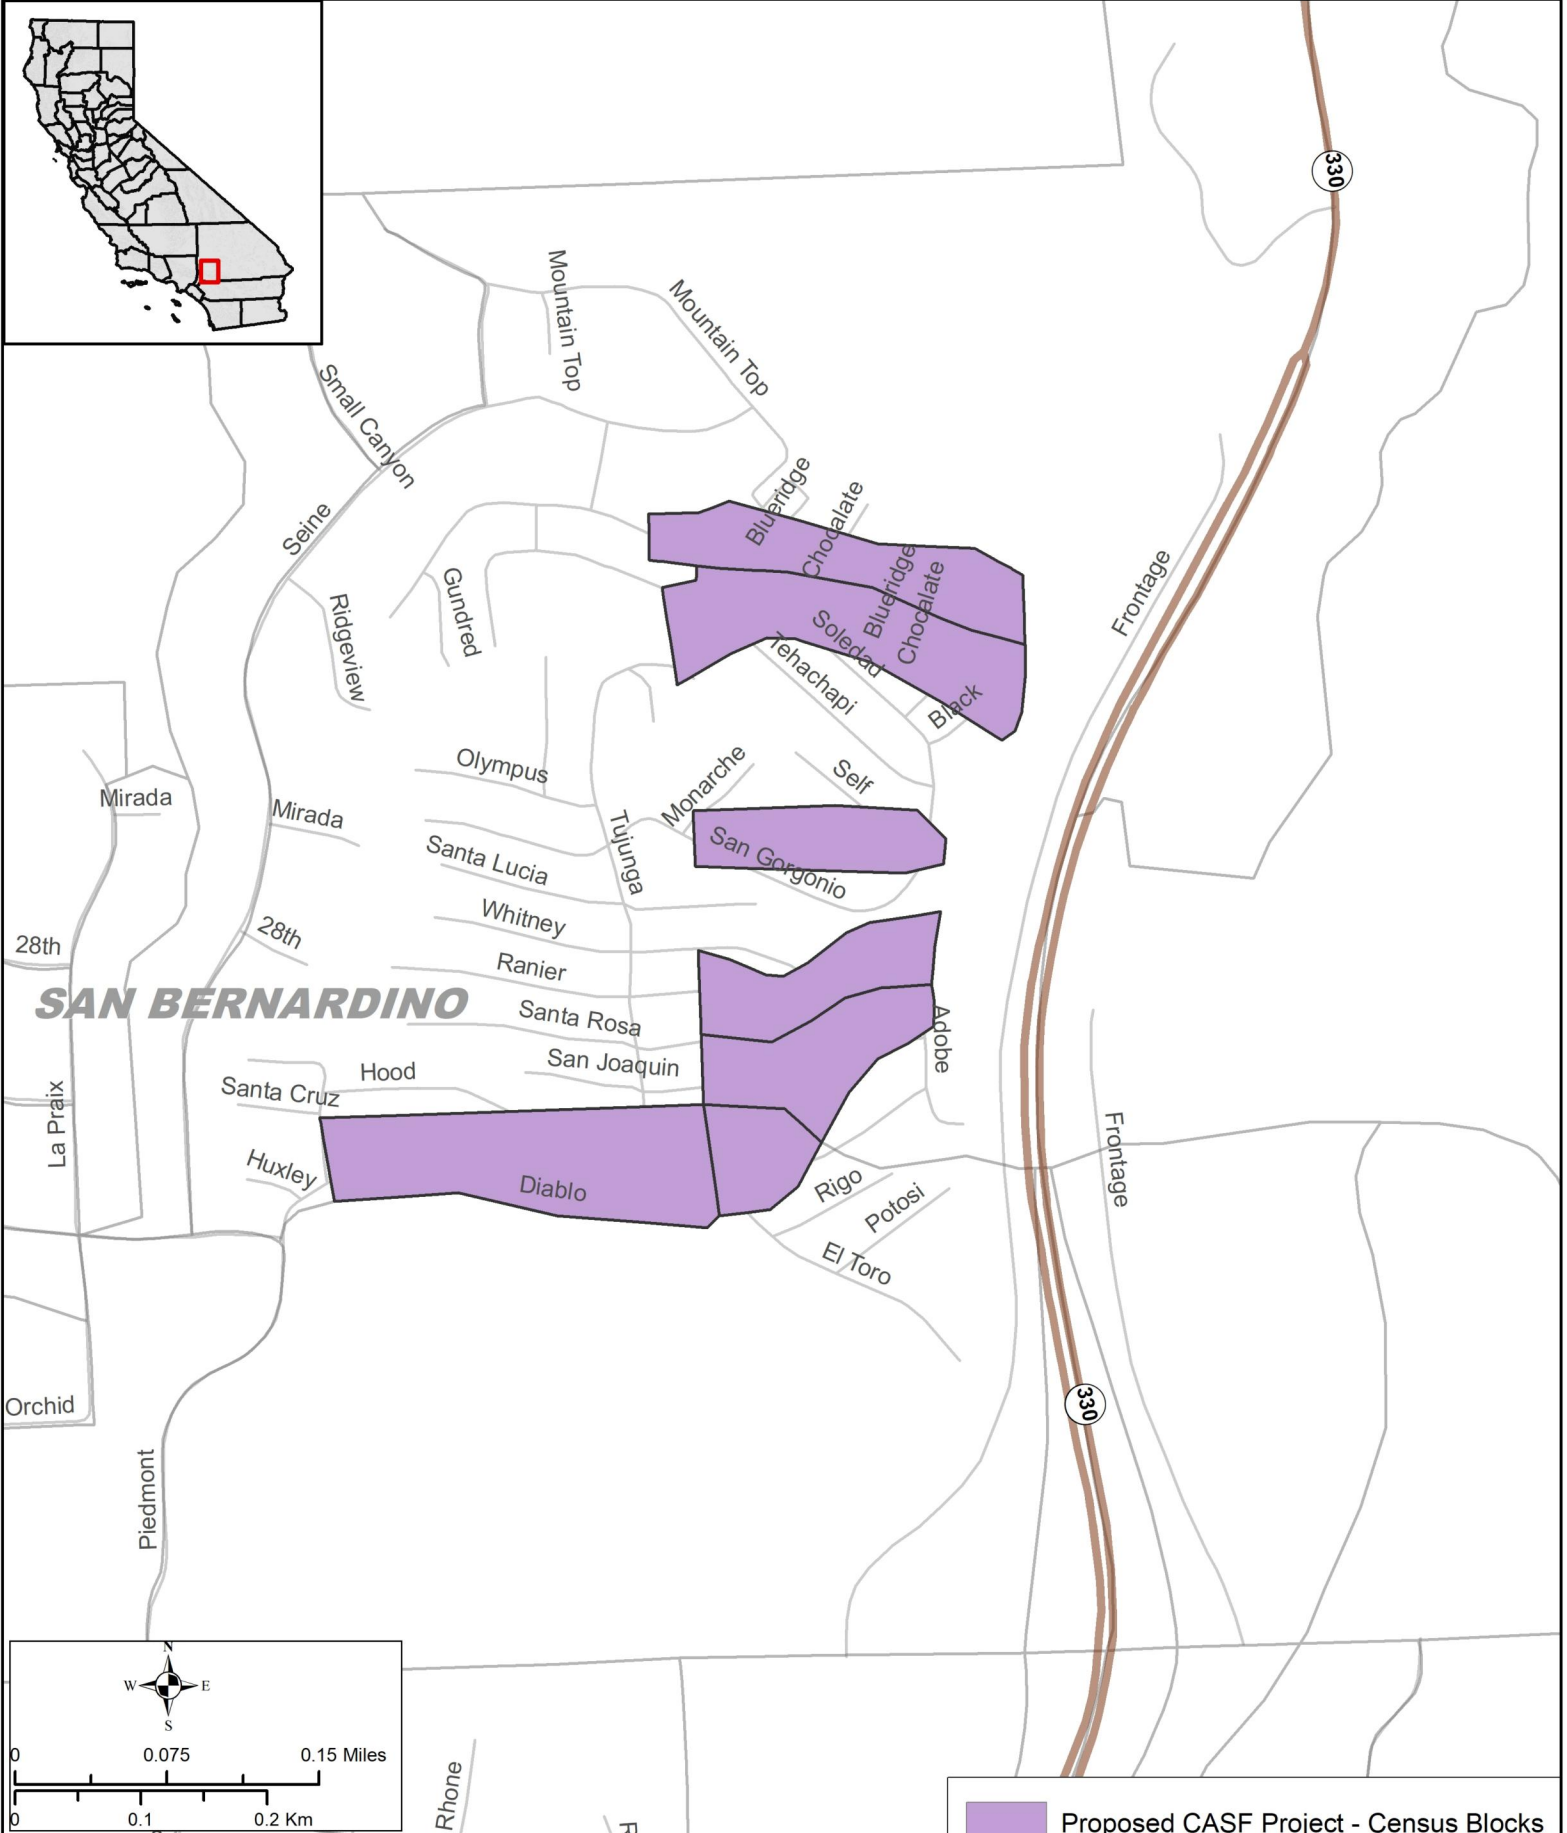 330
Mountain Top
Mountain Top
Small Canyon
Blueridge
Chocalate
Seine
Blueridge
Chocalate
Frontage
Gundred
Ridgeview
Soledad
Tehachapi
Black
Olympus
Monarche
Self
Mirada
Mirada
Tujunga
San Gorgonio
Santa Lucia
Whitney
28th
28th
Ranier
SAN BERNARDINO
Santa Rosa
Adobe
San Joaquin
Hood
Santa Cruz
La Praix
Frontage
Huxley
Diablo
Rigo
Potosi
El Toro
330
Orchid
Piedmont
N
W E
S
0 0.075 0.15 Miles
0 0.1 0.2 Km
Rhone
Proposed CASF Project - Census Blocks